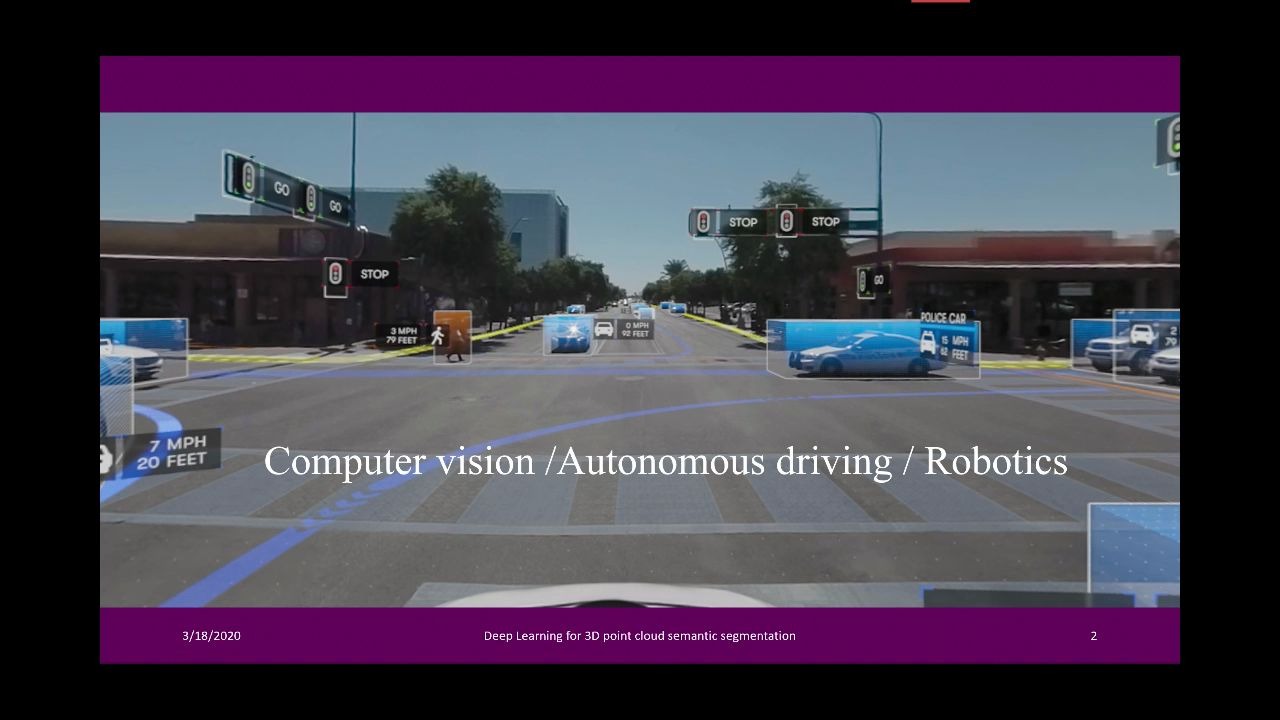 GO
GO
STOP
STOP
STOP
GO
3 MPH
79 FEET
0 MPH
92 FEET
POLICE CAR
15 MPH
62 FEET
2
79
7 MPH
20 FEET
Computer vision /Autonomous driving / Robotics
3/18/2020
Deep Learning for 3D point cloud semantic segmentation
2